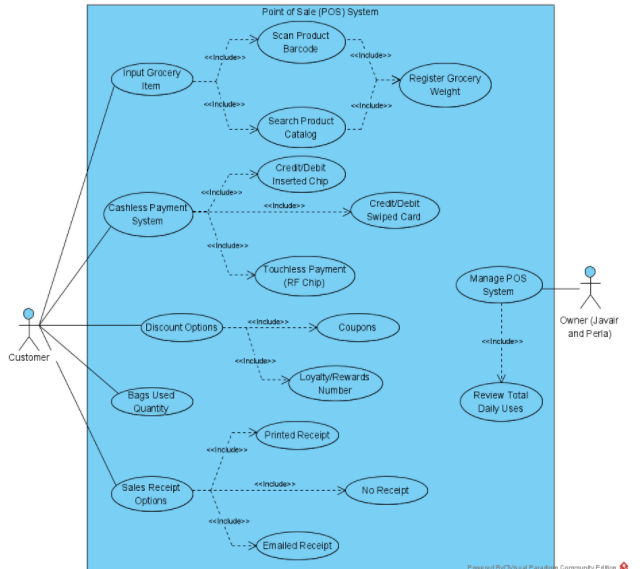 Point of Sale (POS) System
Scan Product
Barcode
<<Include>>
<<Include>>
Input Grocery
Item
Register Grocery
Weight
<<Include>>
<<Include>>
Search Product
Catalog
Credit/Debit
Inserted Chip
<<Include>>
Cashless Payment
System
<<Include>>
Credit/Debit
Swiped Card
<<Include>>
Touchless Payment
(RF Chip)
Manage POS
System
Owner (Javair
and Perla)
Customer
Discount Options
<<Include>>
Coupons
<<Include>>
<<Include>>
Loyalty/Rewards
Number
Bags Used
Quantity
Review Total
Daily Uses
Printed Receipt
<<Include>>
Sales Receipt
Options
<<Include>>
No Receipt
<<Include>>
Emailed Receipt
Powered By Visual Paradigm Community Edition